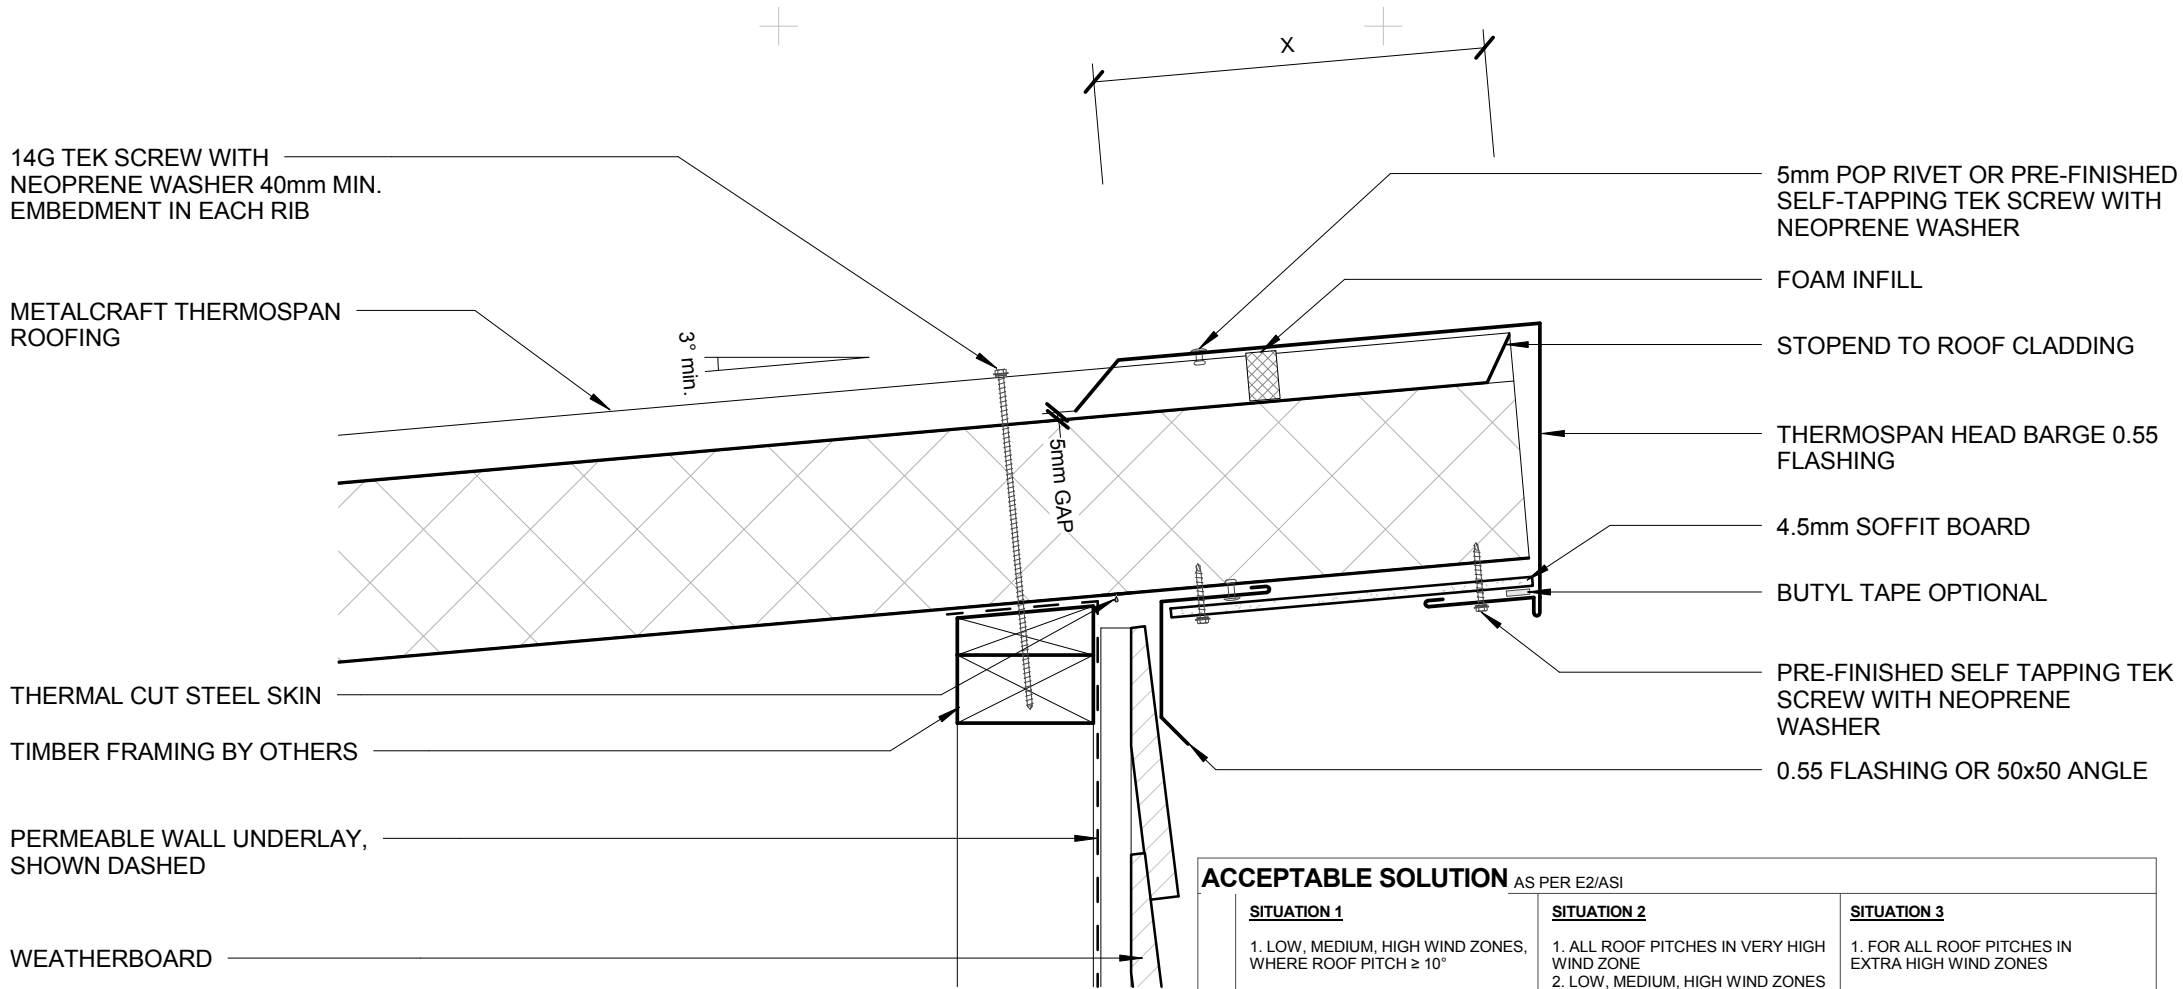 X
14G TEK SCREW WITH
NEOPRENE WASHER 40mm MIN.
EMBEDMENT IN EACH RIB
METALCRAFT THERMOSPAN
ROOFING
3° min.
5mm GAP
THERMAL CUT STEEL SKIN
TIMBER FRAMING BY OTHERS
PERMEABLE WALL UNDERLAY,
SHOWN DASHED
WEATHERBOARD
5mm POP RIVET OR PRE-FINISHED
SELF-TAPPING TEK SCREW WITH
NEOPRENE WASHER
FOAM INFILL
STOPEND TO ROOF CLADDING
THERMOSPAN HEAD BARGE 0.55
FLASHING
4.5mm SOFFIT BOARD
BUTYL TAPE OPTIONAL
PRE-FINISHED SELF TAPPING TEK
SCREW WITH NEOPRENE
WASHER
0.55 FLASHING OR 50x50 ANGLE
ACCEPTABLE SOLUTION AS PER E2/ASI
SITUATION 1
1. LOW, MEDIUM, HIGH WIND ZONES,
WHERE ROOF PITCH ≥ 10°
SITUATION 2
1. ALL ROOF PITCHES IN VERY HIGH
WIND ZONE
2. LOW, MEDIUM, HIGH WIND ZONES
SITUATION 3
1. FOR ALL ROOF PITCHES IN
EXTRA HIGH WIND ZONES